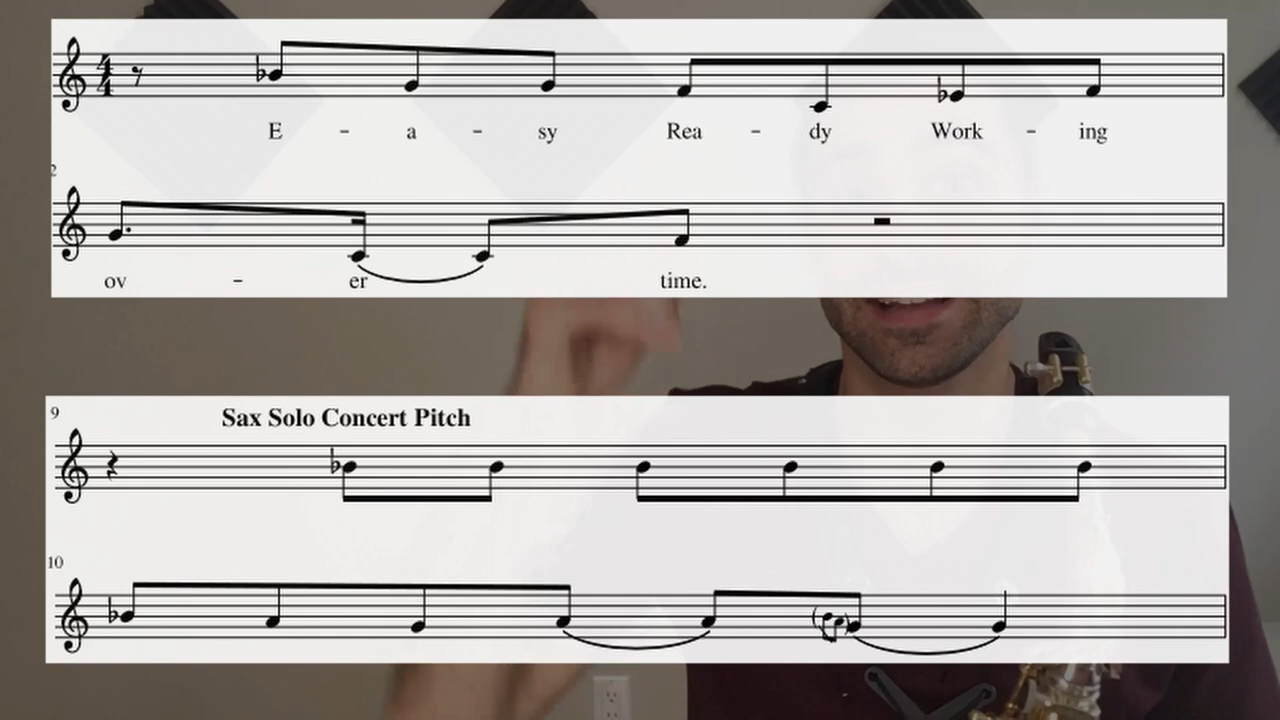 4/4
E - a - sy Rea - dy Work - ing
2
ov - er time.
9
Sax Solo Concert Pitch
10